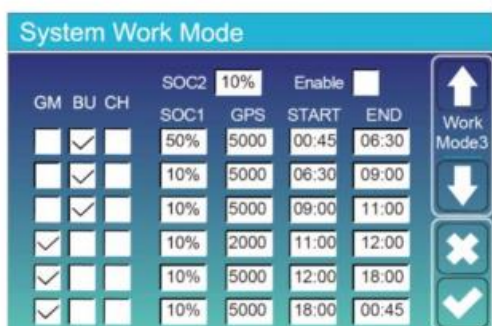 System Work Mode
SOC2 10% Enable
GM BU CH
SOC1 GPS START END
Work
Mode3
50% 5000 00:45 06:30
10% 5000 06:30 09:00
10% 5000 09:00 11:00
10% 2000 11:00 12:00
10% 5000 12:00 18:00
10% 5000 18:00 00:45